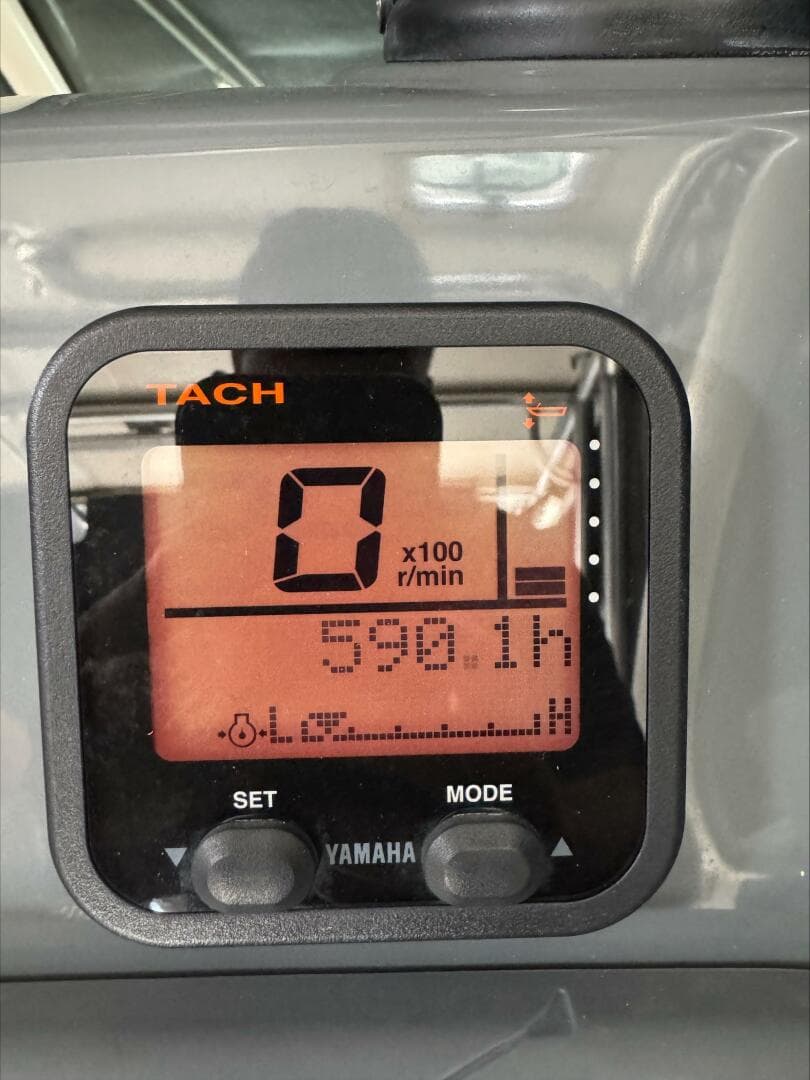 TACH
0
x100
r/min
590.1h
L H
SET MODE
YAMAHA